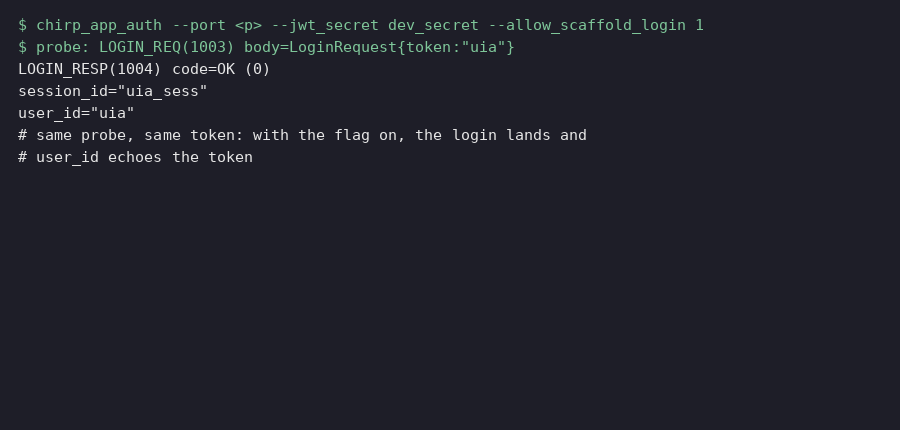 $ chirp_app_auth --port <p> --jwt_secret dev_secret --allow_scaffold_login 1
$ probe: LOGIN_REQ(1003) body=LoginRequest{token:"uia"}
LOGIN_RESP(1004) code=OK (0)
session_id="uia_sess"
user_id="uia"
# same probe, same token: with the flag on, the login lands and
# user_id echoes the token